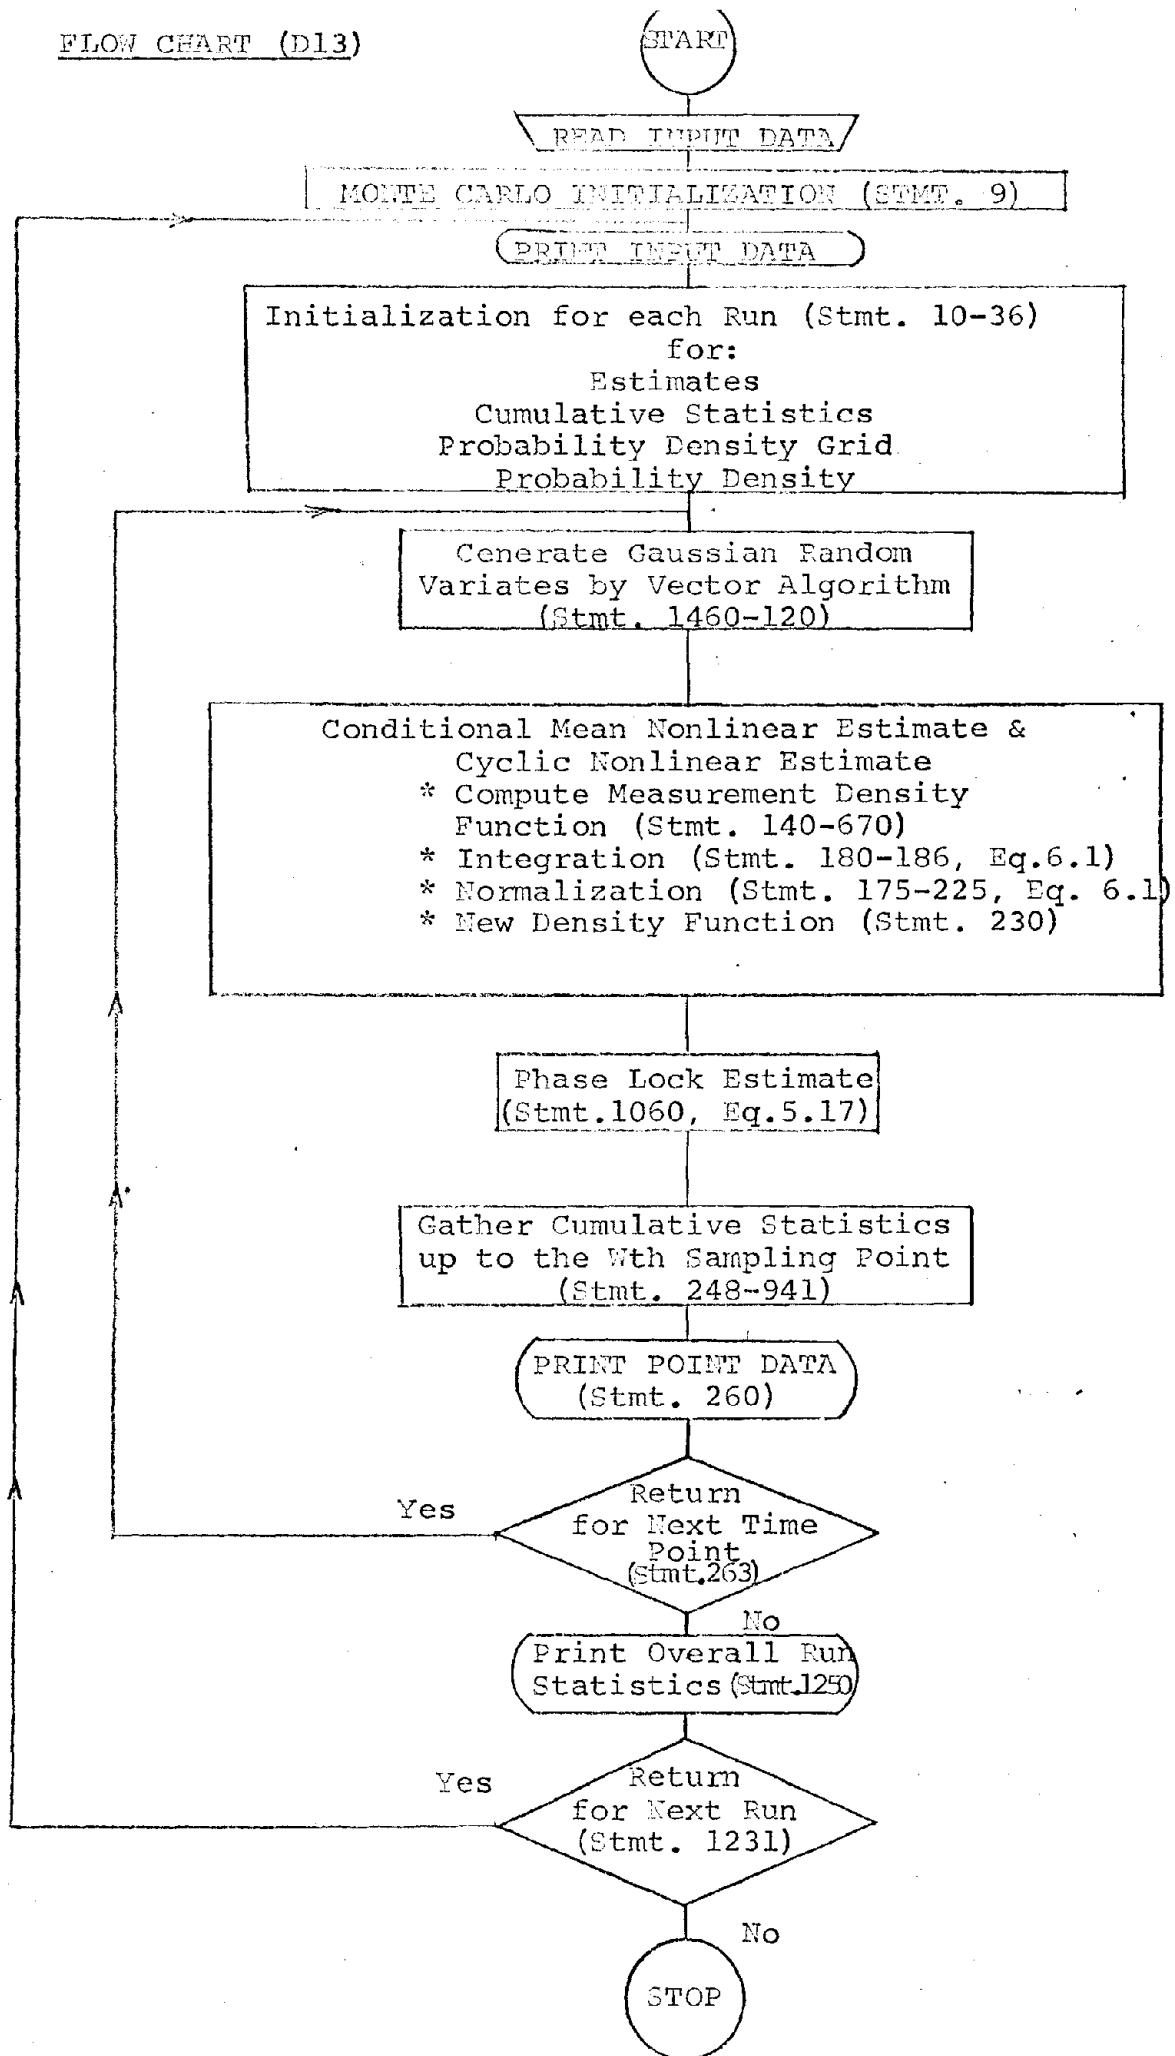 FLOW CHART (D13)
START
READ INPUT DATA
MONTE CARLO INITIALIZATION (STMT. 9)
PRINT INPUT DATA
Initialization for each Run (Stmt. 10-36)
for:
Estimates
Cumulative Statistics
Probability Density Grid
Probability Density
Cenerate Gaussian Random
Variates by Vector Algorithm
(Stmt. 1460-120)
Conditional Mean Nonlinear Estimate &
Cyclic Nonlinear Estimate
* Compute Measurement Density
Function (Stmt. 140-670)
* Integration (Stmt. 180-186, Eq.6.1)
* Normalization (Stmt. 175-225, Eq. 6.1)
* New Density Function (Stmt. 230)
Phase Lock Estimate
(Stmt.1060, Eq.5.17)
Gather Cumulative Statistics
up to the Wth Sampling Point
(Stmt. 248-941)
PRINT POINT DATA
(Stmt. 260)
Yes
Return
for Next Time
Point
(Stmt.263)
No
Print Overall Run
Statistics (Stmt.1250)
Yes
Return
for Next Run
(Stmt. 1231)
No
STOP